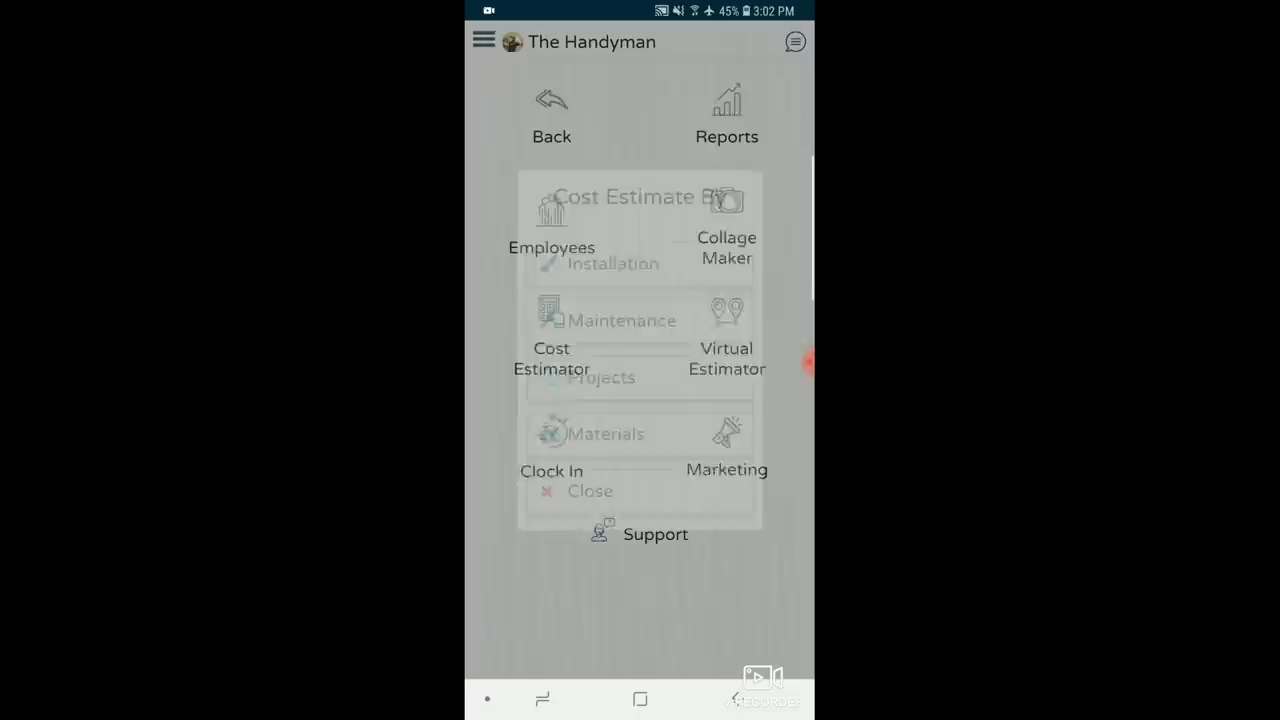 45% 3:02 PM
The Handyman
Back
Reports
Cost Estimate By
Employees
Collage
Maker
Installation
Maintenance
Cost
Estimator
Virtual
Estimator
Projects
Materials
Clock In
Marketing
Close
Support
VRECORDER